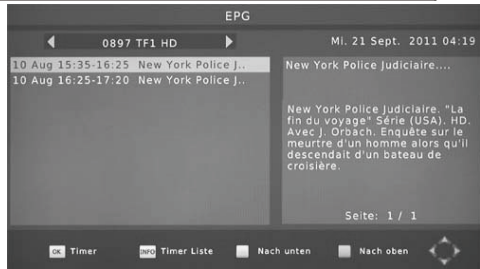 EPG
0897 TF1 HD
Mi. 21 Sept. 2011 04:19
10 Aug 15:35-16:25 New York Police J..
10 Aug 16:25-17:20 New York Police J..
New York Police Judiciaire....
New York Police Judiciaire. "La
fin du voyage" Série (USA). HD.
Avec J. Orbach. Enquête sur le
meurtre d'un homme alors qu'il
descendait d'un bateau de
croisière.
Seite: 1 / 1
OK Timer
INFO Timer Liste
Nach unten
Nach oben